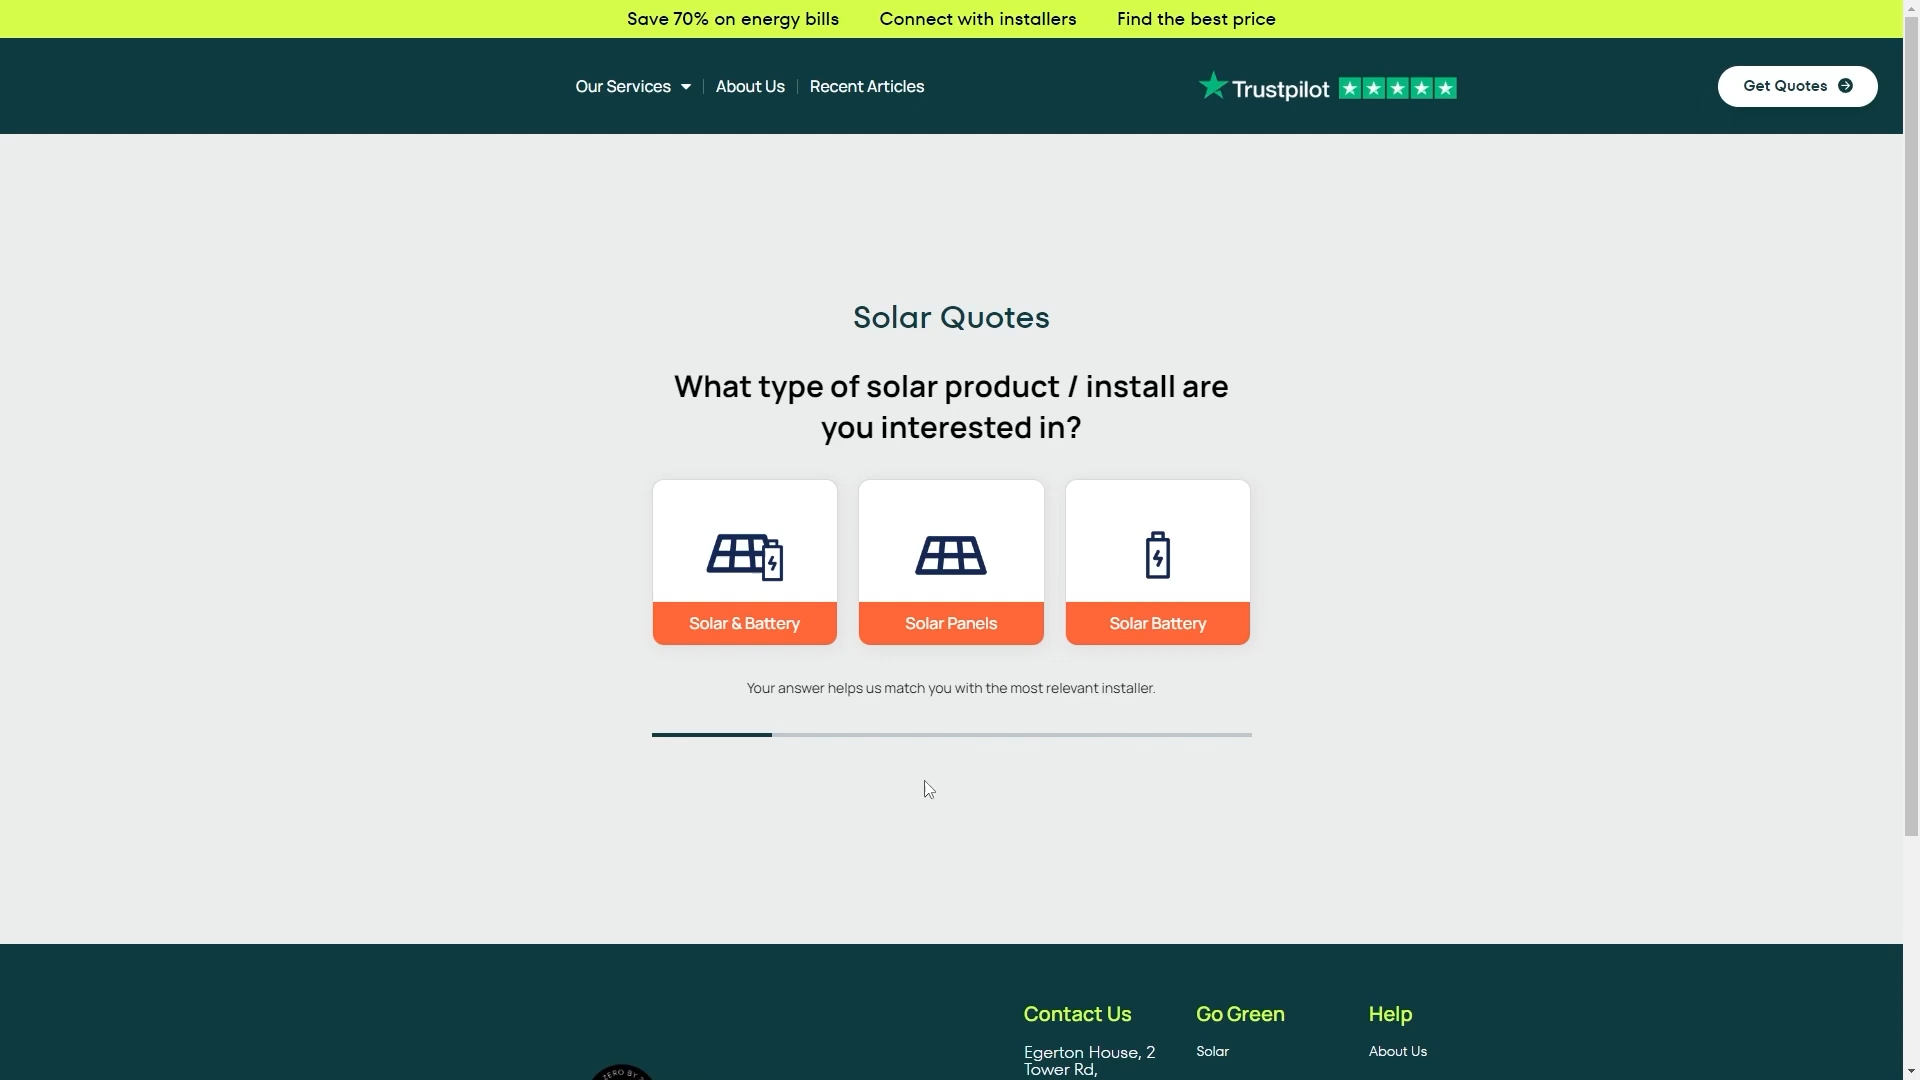 Save 70% on energy bills Connect with installers Find the best price
Our Services About Us Recent Articles Trustpilot Get Quotes
Solar Quotes
What type of solar product / install are
you interested in?
Solar & Battery Solar Panels Solar Battery
Your answer helps us match you with the most relevant installer.
Contact Us Go Green Help
Egerton House, 2 Solar About Us
Tower Rd,
ZERO BY